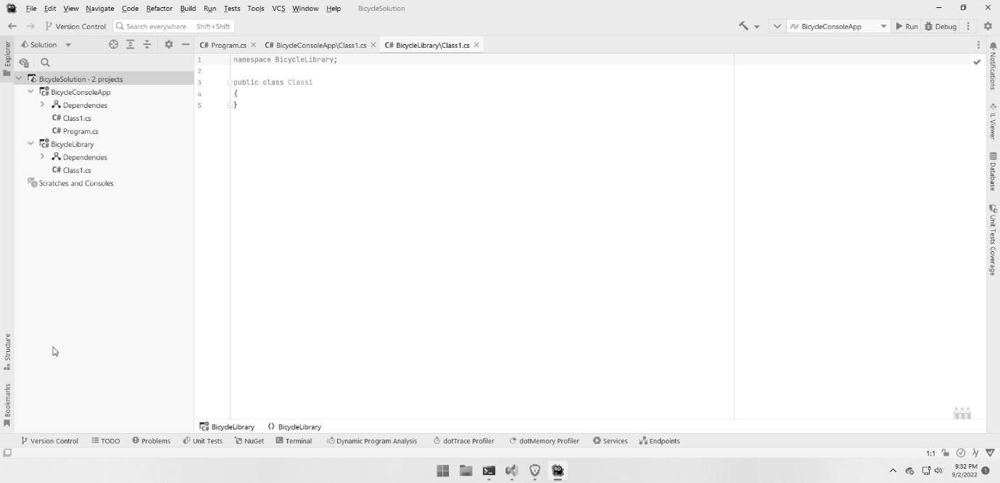 File Edit View Navigate Code Refactor Build Run Tests Tools VCS Window Help BicycleSolution
Version Control Search everywhere Shift+Shift BicycleConsoleApp Run Debug
Explorer
Solution
C# Program.cs C# BicycleConsoleApp\Class1.cs C# BicycleLibrary\Class1.cs
BicycleSolution · 2 projects
BicycleConsoleApp
Dependencies
C# Class1.cs
C# Program.cs
BicycleLibrary
Dependencies
C# Class1.cs
Scratches and Consoles
Structure
Bookmarks
1 namespace BicycleLibrary;
2
3 public class Class1
4 {
5 }
Notifications
IL Viewer
Database
Unit Tests Coverage
BicycleLibrary BicycleLibrary
Version Control TODO Problems Unit Tests NuGet Terminal Dynamic Program Analysis dotTrace Profiler dotMemory Profiler Services Endpoints
1:1
9:32 PM
9/2/2022
1